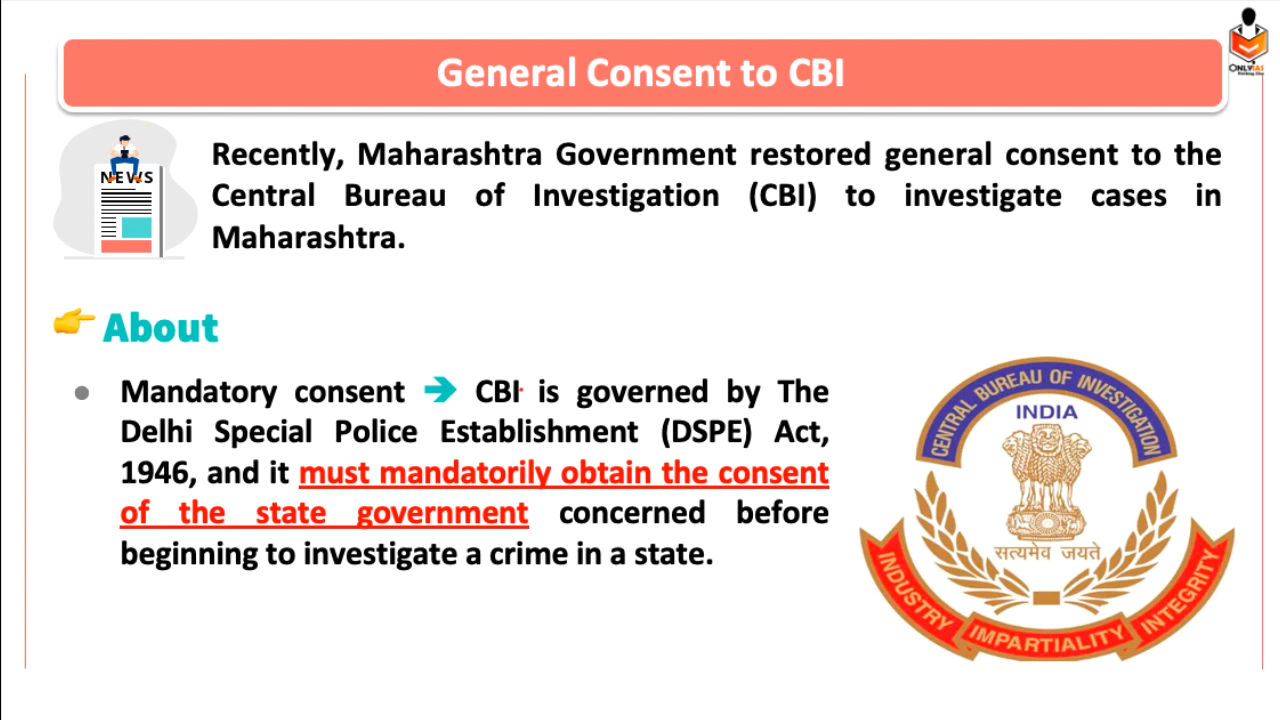 General Consent to CBI
ONLYIAS
NEWS
Recently, Maharashtra Government restored general consent to the
Central Bureau of Investigation (CBI) to investigate cases in
Maharashtra.
About
Mandatory consent ➔ CBI is governed by The
Delhi Special Police Establishment (DSPE) Act,
1946, and it must mandatorily obtain the consent
of the state government concerned before
beginning to investigate a crime in a state.
CENTRAL BUREAU OF INVESTIGATION
INDIA
सत्यमेव जयते
INDUSTRY IMPARTIALITY INTEGRITY